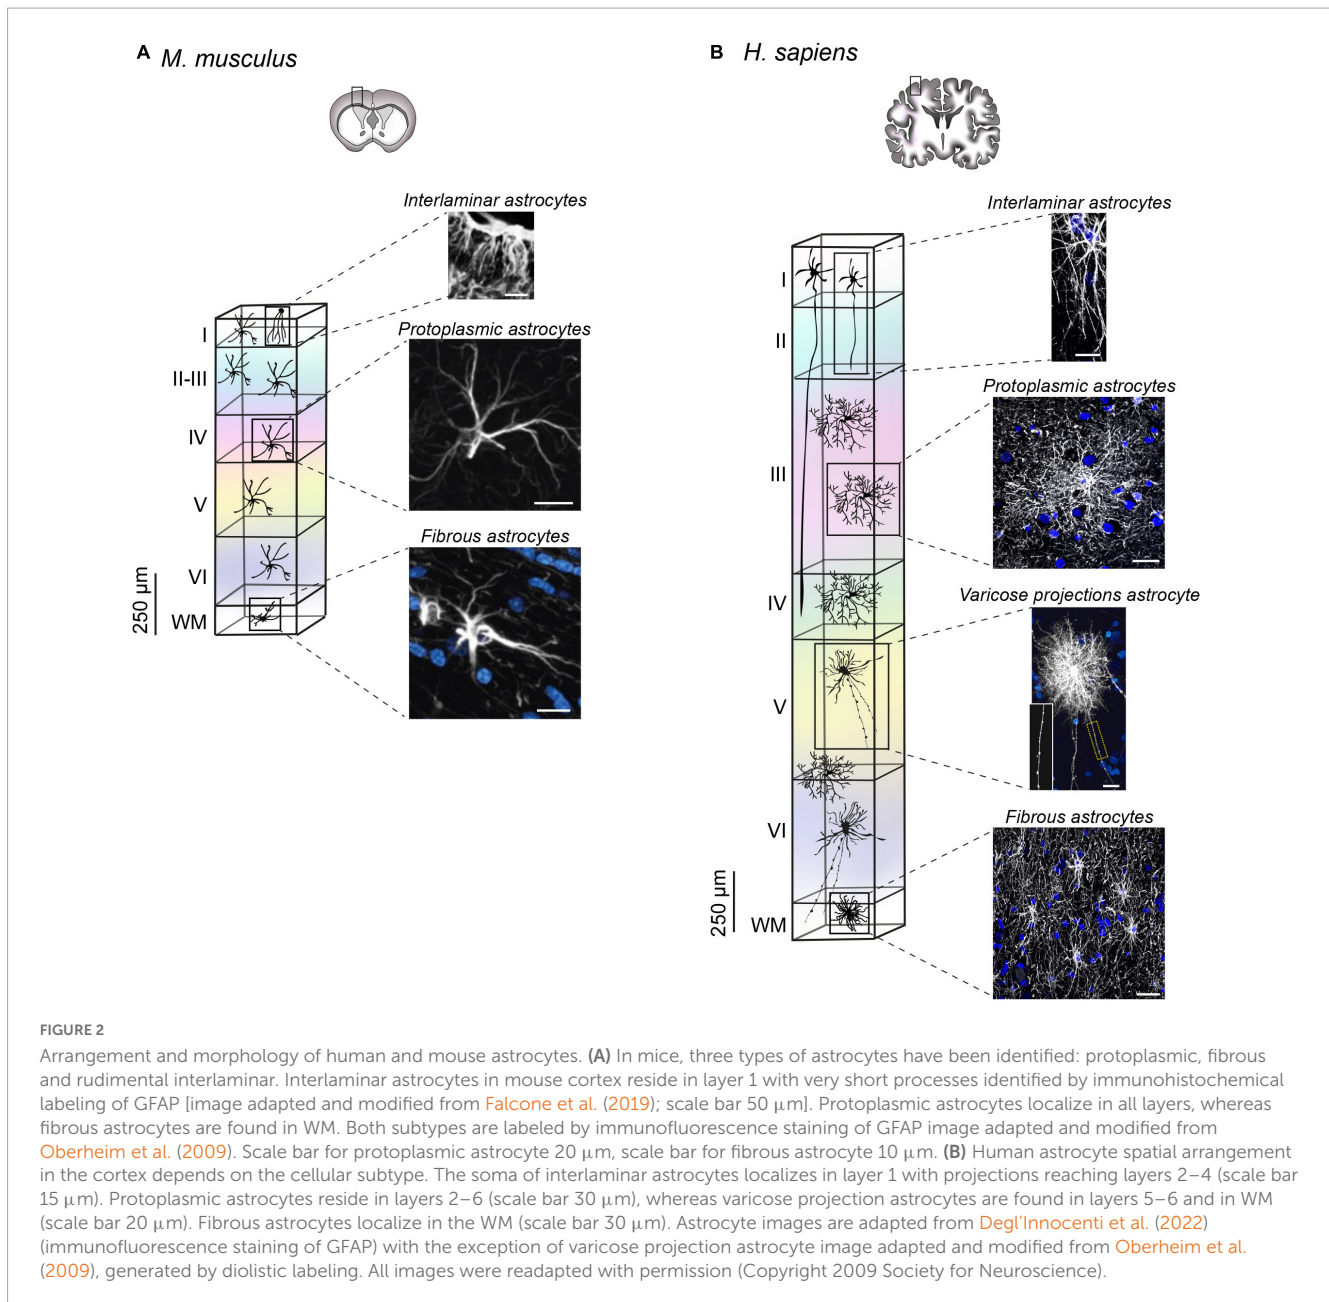 A M. musculus
Interlaminar astrocytes
Protoplasmic astrocytes
Fibrous astrocytes
I
II-III
IV
V
VI
WM
250 µm
B H. sapiens
Interlaminar astrocytes
Protoplasmic astrocytes
Varicose projections astrocyte
Fibrous astrocytes
I
II
III
IV
V
VI
WM
250 µm
FIGURE 2
Arrangement and morphology of human and mouse astrocytes. (A) In mice, three types of astrocytes have been identified: protoplasmic, fibrous
and rudimental interlaminar. Interlaminar astrocytes in mouse cortex reside in layer 1 with very short processes identified by immunohistochemical
labeling of GFAP [image adapted and modified from Falcone et al. (2019); scale bar 50 µm]. Protoplasmic astrocytes localize in all layers, whereas
fibrous astrocytes are found in WM. Both subtypes are labeled by immunofluorescence staining of GFAP image adapted and modified from
Oberheim et al. (2009). Scale bar for protoplasmic astrocyte 20 µm, scale bar for fibrous astrocyte 10 µm. (B) Human astrocyte spatial arrangement
in the cortex depends on the cellular subtype. The soma of interlaminar astrocytes localizes in layer 1 with projections reaching layers 2–4 (scale bar
15 µm). Protoplasmic astrocytes reside in layers 2–6 (scale bar 30 µm), whereas varicose projection astrocytes are found in layers 5–6 and in WM
(scale bar 20 µm). Fibrous astrocytes localize in the WM (scale bar 30 µm). Astrocyte images are adapted from Degl'Innocenti et al. (2022)
(immunofluorescence staining of GFAP) with the exception of varicose projection astrocyte image adapted and modified from Oberheim et al.
(2009), generated by diolistic labeling. All images were readapted with permission (Copyright 2009 Society for Neuroscience).